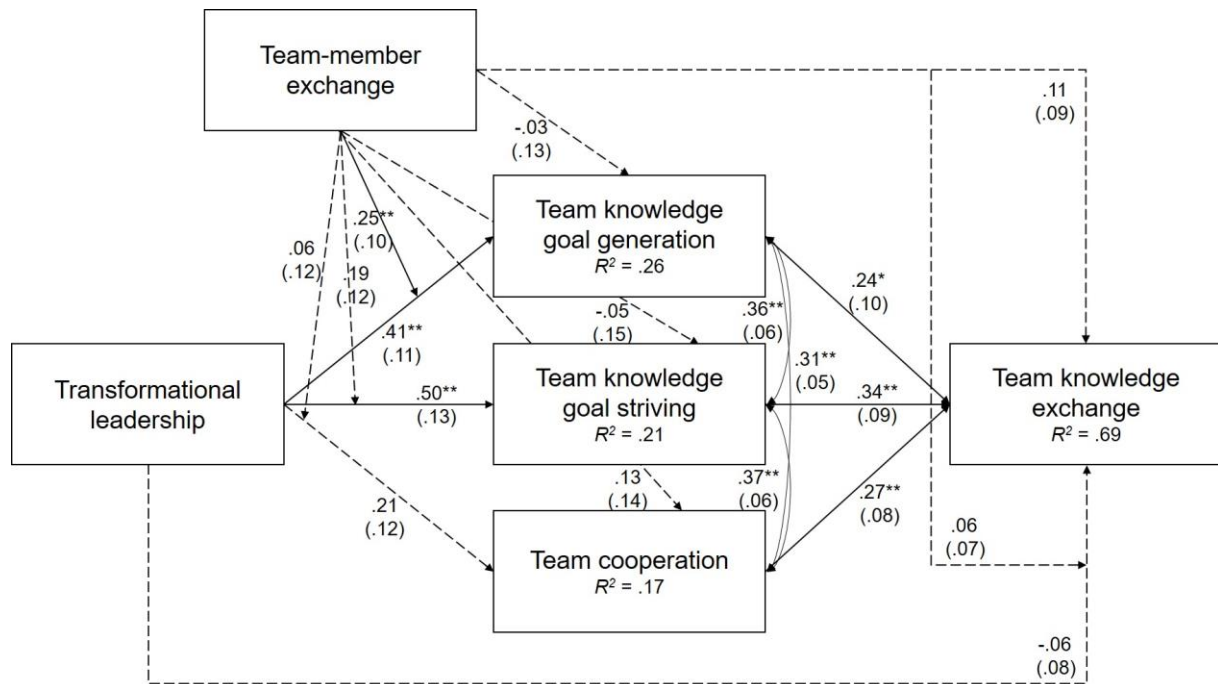 Team-member
exchange
.11
(.09)
-.03
(.13)
Team knowledge
goal generation
R² = .26
.25**
(.10)
.06
(.12)
.19
(.12)
.24*
(.10)
-.05
(.15)
.36**
(.06)
.41**
(.11)
.31**
(.05)
Transformational
leadership
.50**
(.13)
Team knowledge
goal striving
R² = .21
.34**
(.09)
Team knowledge
exchange
R² = .69
.13
(.14)
.37**
(.06)
.27**
(.08)
.21
(.12)
Team cooperation
R² = .17
.06
(.07)
-.06
(.08)